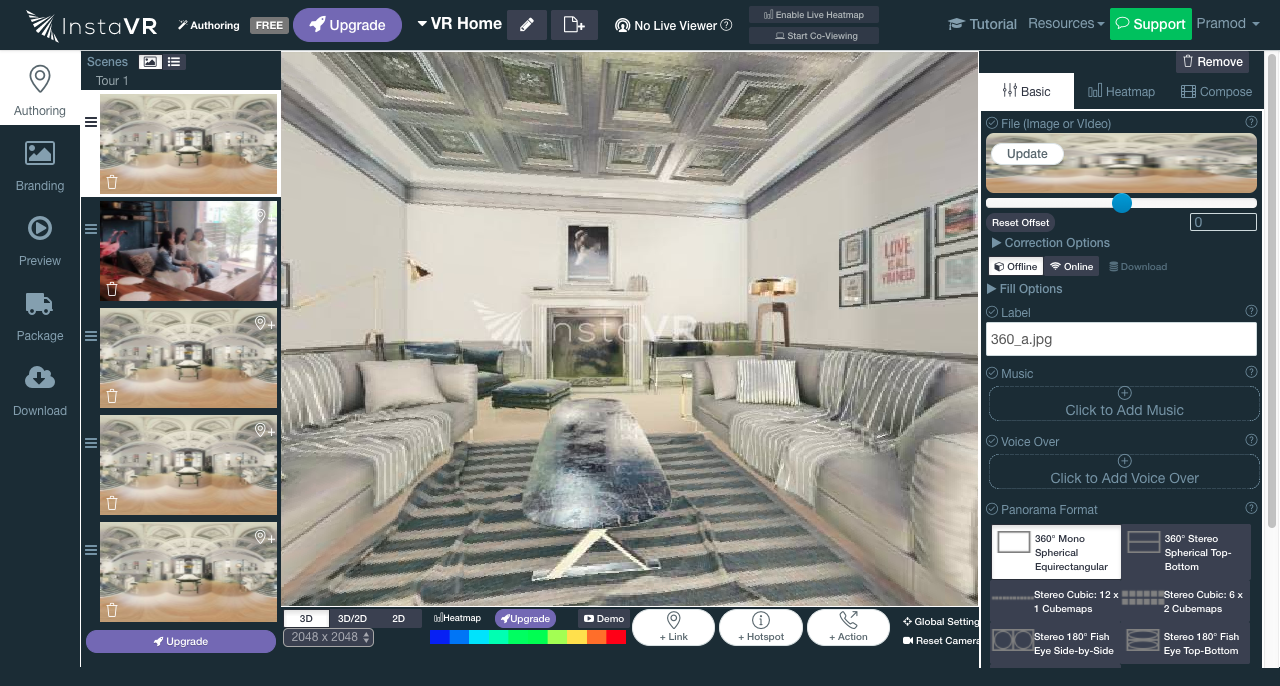 InstaVR
Authoring
FREE
Upgrade
VR Home
No Live Viewer
Enable Live Heatmap
Start Co-Viewing
Tutorial
Resources
Support
Pramod
Authoring
Branding
Preview
Package
Download
Scenes
Tour 1
Upgrade
LOVE
IS ALL
YOU NEED
InstaVR
3D
3D/2D
2D
Heatmap
Upgrade
Demo
2048 x 2048
+ Link
+ Hotspot
+ Action
Global Setting
Reset Camera
Remove
Basic
Heatmap
Compose
File (Image or VIdeo)
Update
Reset Offset
0
Correction Options
Offline
Online
Download
Fill Options
Label
360_a.jpg
Music
Click to Add Music
Voice Over
Click to Add Voice Over
Panorama Format
360° Mono
Spherical
Equirectangular
360° Stereo
Spherical Top-
Bottom
Stereo Cubic: 12 x
1 Cubemaps
Stereo Cubic: 6 x
2 Cubemaps
Stereo 180° Fish
Eye Side-by-Side
Stereo 180° Fish
Eye Top-Bottom